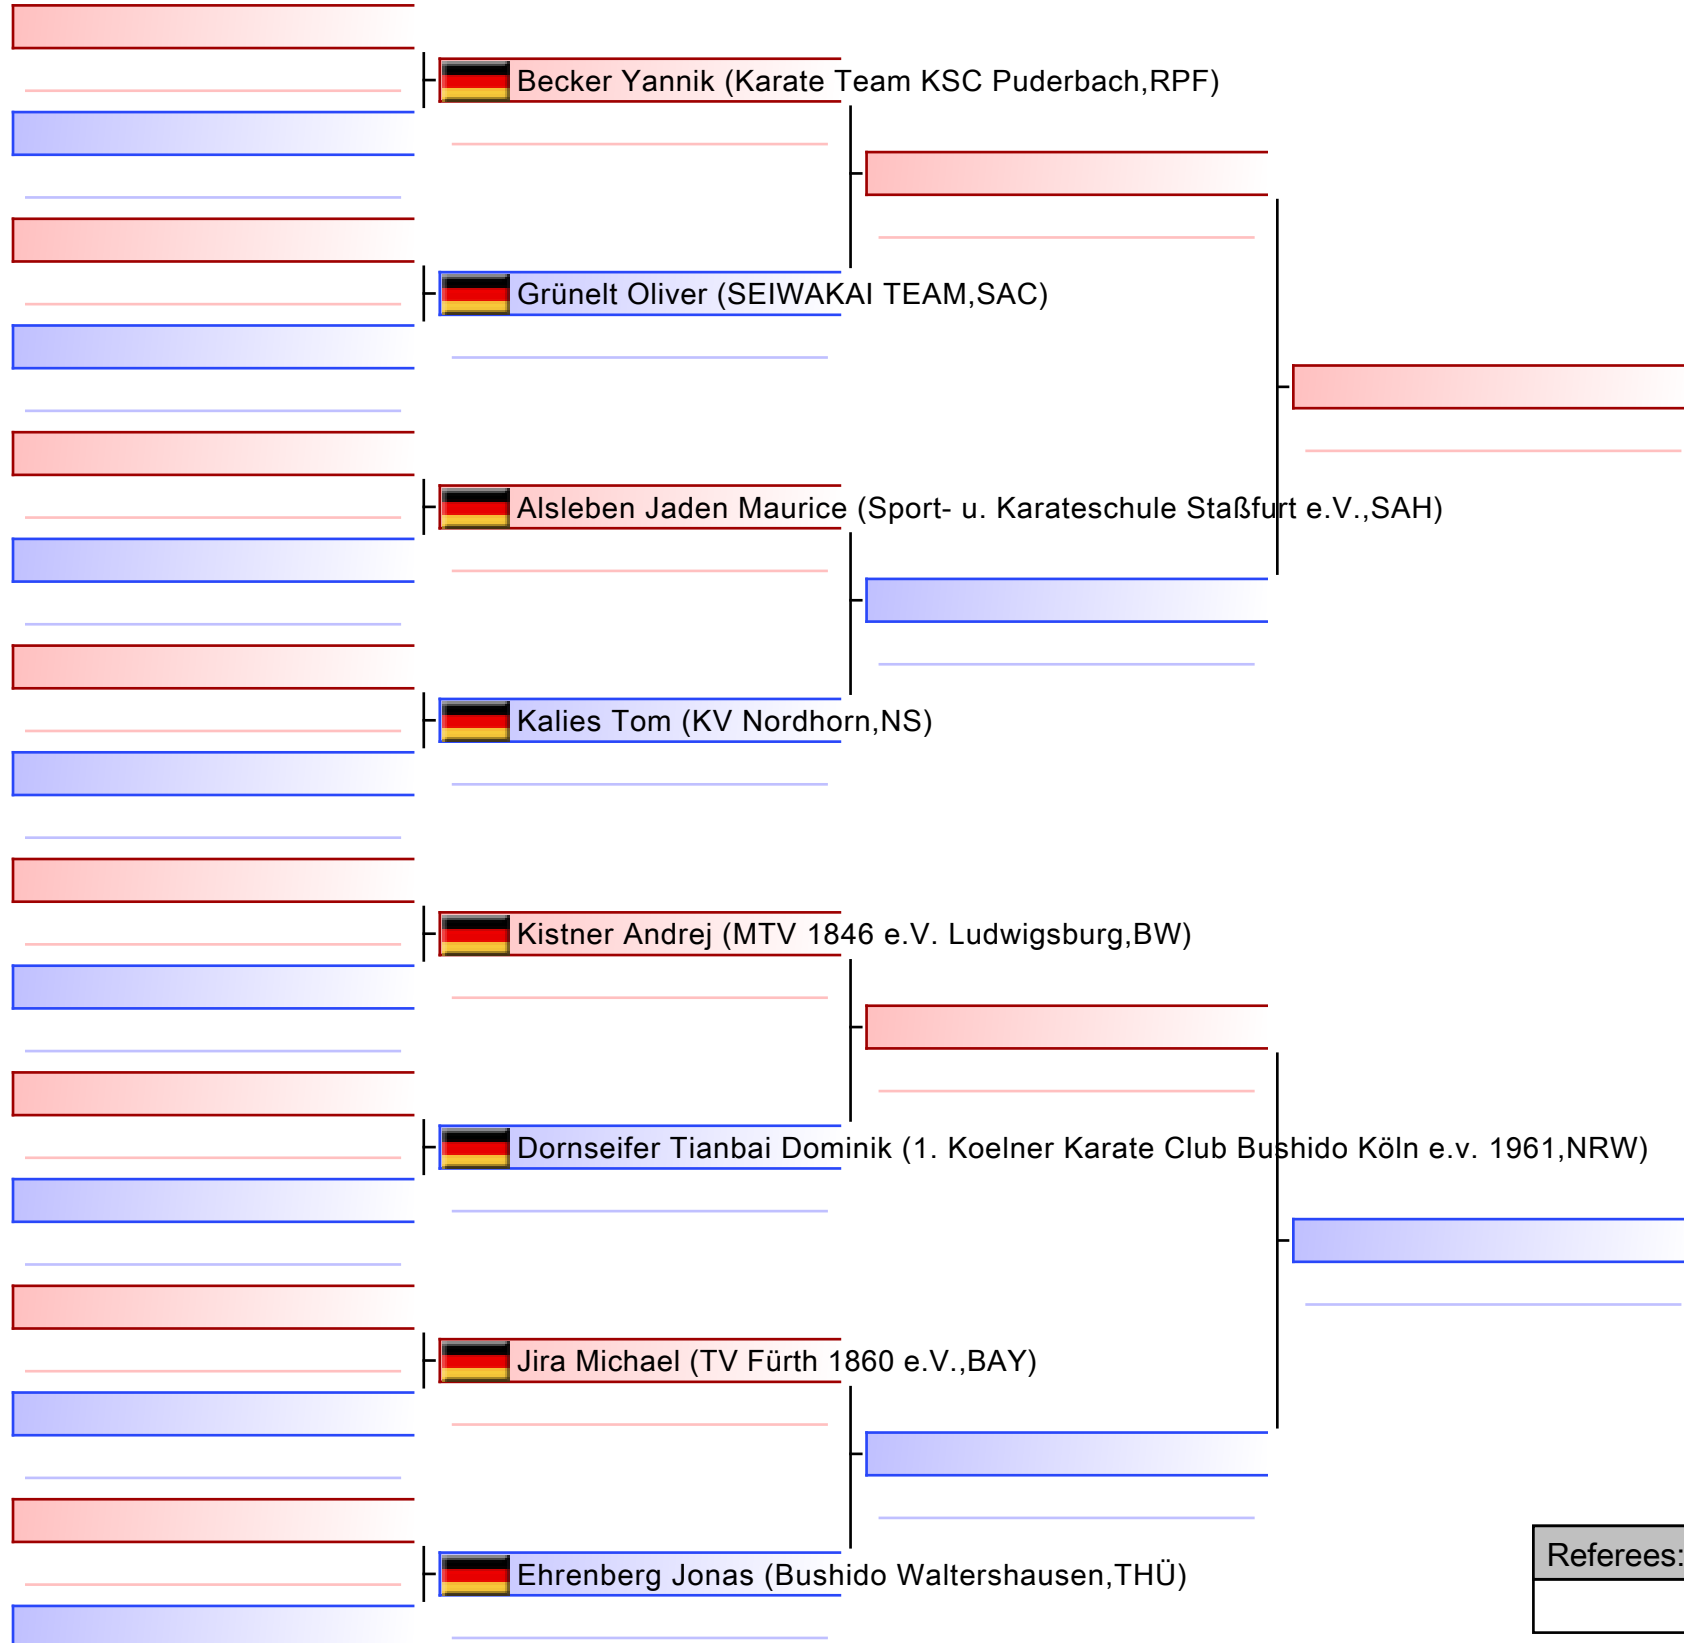 Becker Yannik (Karate Team KSC Puderbach,RPF)
Grünelt Oliver (SEIWAKAI TEAM,SAC)
Alsleben Jaden Maurice (Sport- u. Karateschule Staßfurt e.V.,SAH)
Kalies Tom (KV Nordhorn,NS)
Kistner Andrej (MTV 1846 e.V. Ludwigsburg,BW)
Dornseifer Tianbai Dominik (1. Koelner Karate Club Bushido Köln e.v. 1961,NRW)
Jira Michael (TV Fürth 1860 e.V.,BAY)
Ehrenberg Jonas (Bushido Waltershausen,THÜ)
Referees: